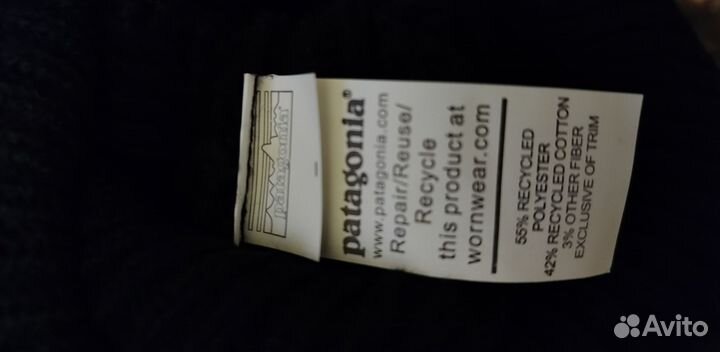 patagonia
patagonia®
www.patagonia.com
Repair/Reuse/
Recycle
this product at
wornwear.com
55% RECYCLED
POLYESTER
42% RECYCLED COTTON
3% OTHER FIBER
EXCLUSIVE OF TRIM
Avito